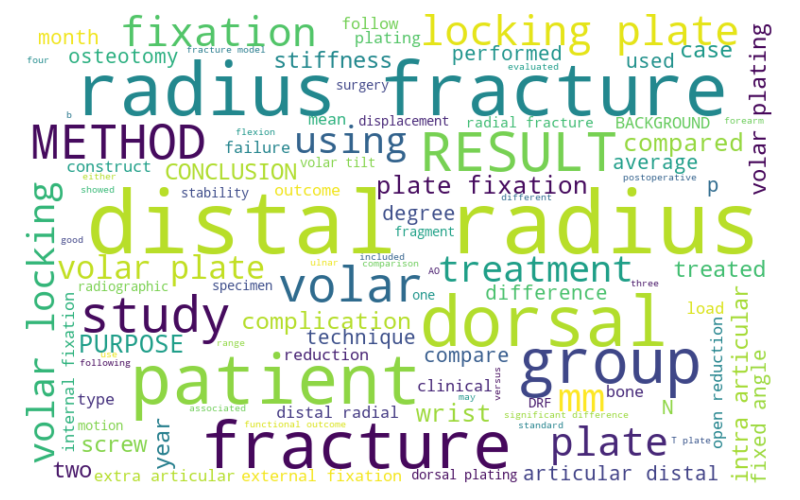 month
fixation
follow
plating
locking plate
four
fracture model
osteotomy
stiffness
performed
evaluated
used
case
radius fracture
surgery
volar plating
b
METHOD
flexion
failure
using
mean
displacement
radial fracture
RESULT
BACKGROUND
forearm
compared
construct
CONCLUSION
volar tilt
plate fixation
average
p
postoperative
either
showed
stability
outcome
degree
different
distal radius
volar locking
good
volar plate
radiographic
included
ulnar
comparison
specimen
fragment
AO
treatment
three
treated
volar
one
difference
load
study
complication
dorsal
internal fixation
PURPOSE
range
technique
reduction
compare
group
use
following
patient
clinical
versus
may
mm
bone
DRF
intra articular
fixed angle
open reduction
type
associated
distal radial
wrist
significant difference
N
motion
screw
year
functional outcome
fracture
standard
plate
T plate
two
extra articular
external fixation
dorsal plating
articular distal